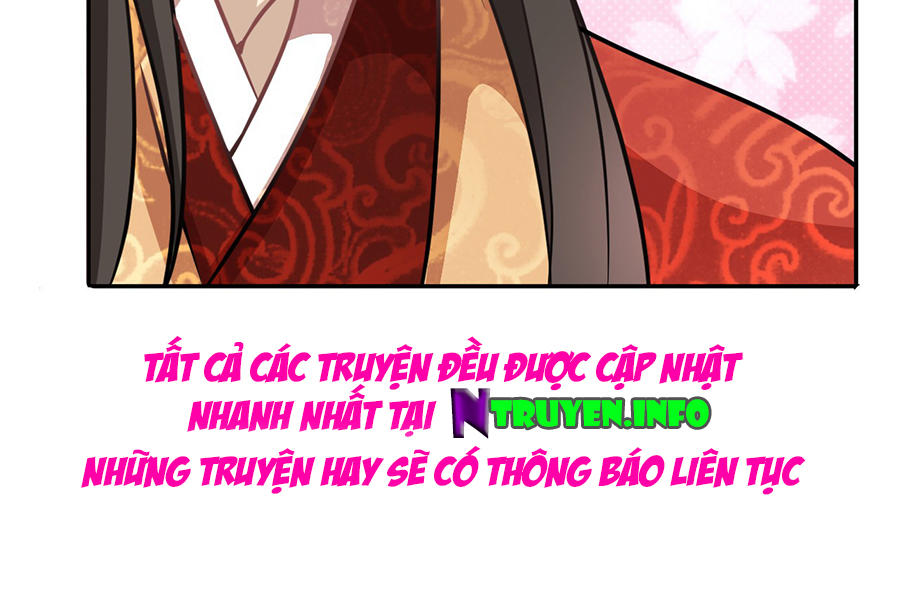 TẤT CẢ CÁC TRUYỆN ĐỀU ĐƯỢC CẬP NHẬT
NHANH NHẤT TẠI NTRUYEN.INFO
NHỮNG TRUYỆN HAY SẼ CÓ THÔNG BÁO LIÊN TỤC